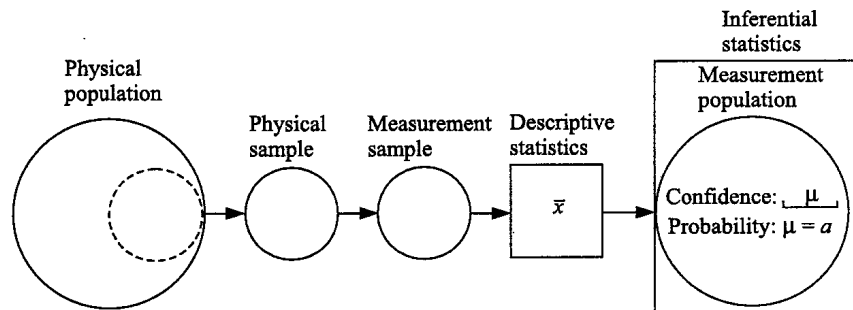 Physical
population
Physical
sample
Measurement
sample
Descriptive
statistics
x̄
Inferential
statistics
Measurement
population
Confidence: μ
Probability: μ = a